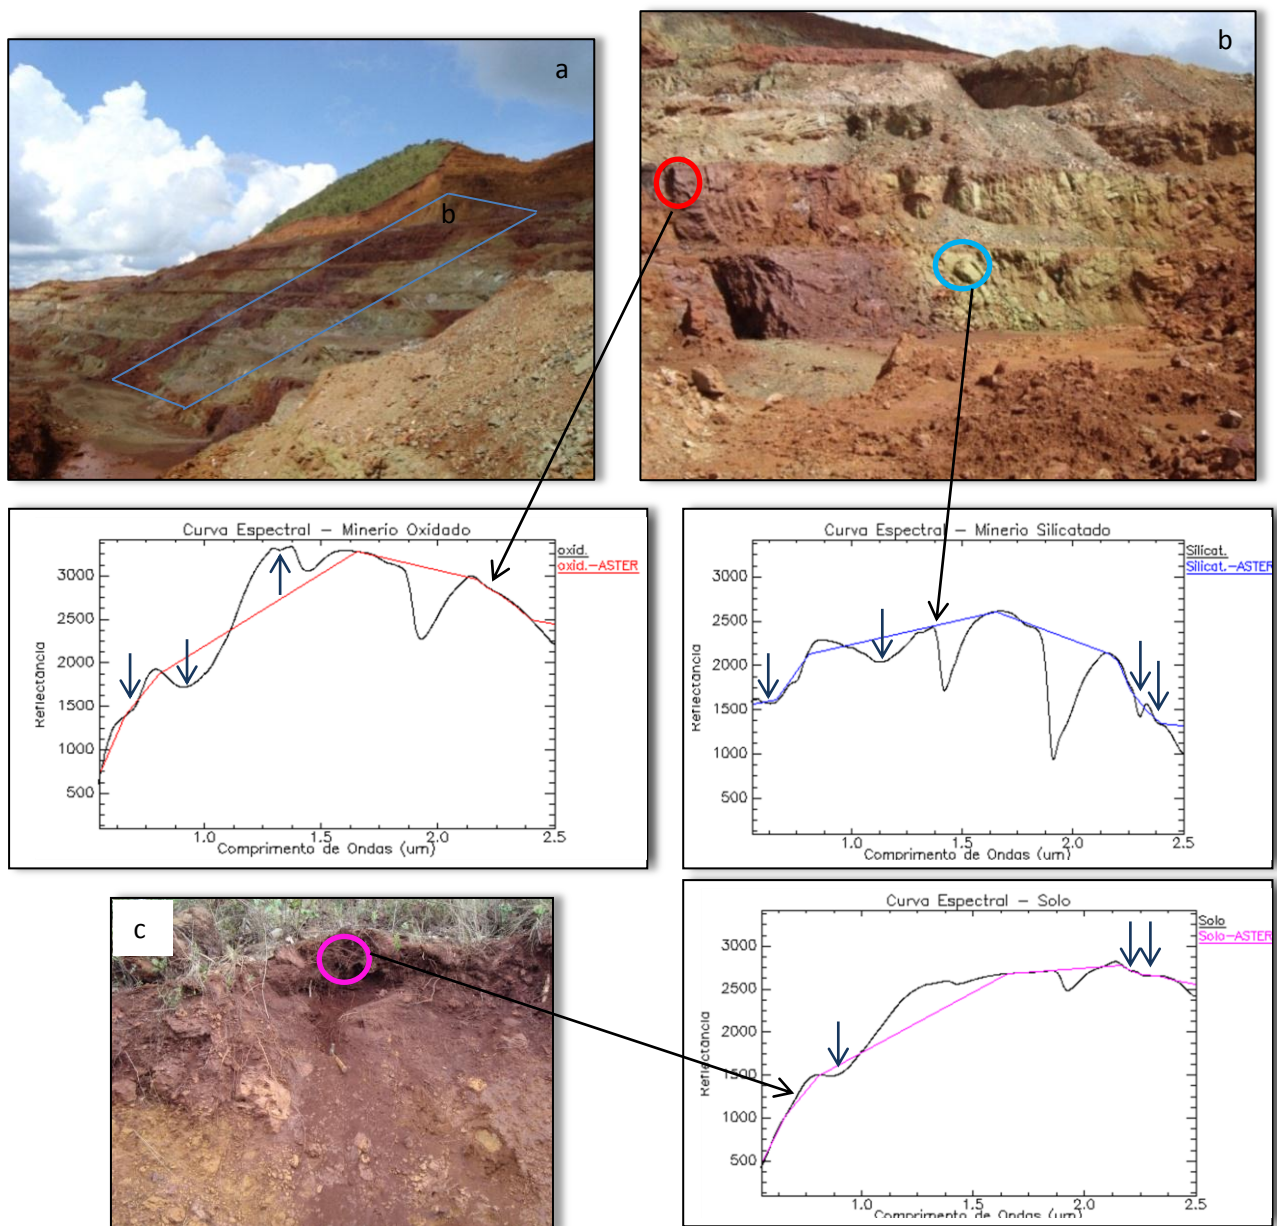 a
b
b
Curva Espectral - Minerio Oxidado
oxid.
oxid.-ASTER
3000
2500
2000
1500
1000
500
Reflectância
1.0 1.5 2.0 2.5
Comprimento de Ondas (um)
Curva Espectral - Minerio Silicatado
Silicat.
Silicat.-ASTER
3000
2500
2000
1500
1000
500
Reflectância
1.0 1.5 2.0 2.5
Comprimento de Ondas (um)
c
Curva Espectral - Solo
Solo
Solo-ASTER
3000
2500
2000
1500
1000
500
Reflectância
1.0 1.5 2.0 2.5
Comprimento de Ondas (um)